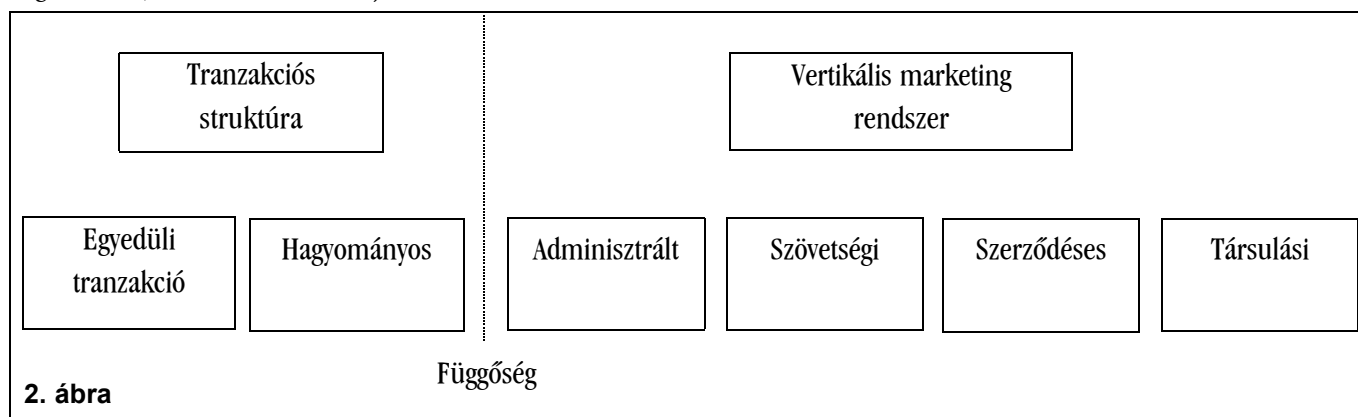 Tranzakciós
struktúra
Vertikális marketing
rendszer
Egyedüli
tranzakció
Hagyományos
Adminisztrált
Szövetségi
Szerződéses
Társulási
Függőség
2. ábra